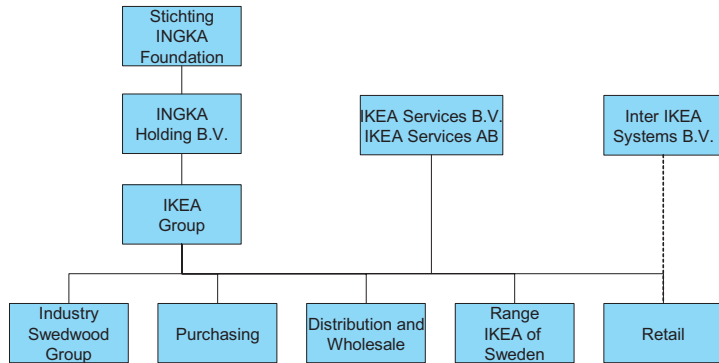 Stichting
INGKA
Foundation
INGKA
Holding B.V.
IKEA Services B.V.
IKEA Services AB
Inter IKEA
Systems B.V.
IKEA
Group
Industry
Swedwood
Group
Purchasing
Distribution and
Wholesale
Range
IKEA of
Sweden
Retail